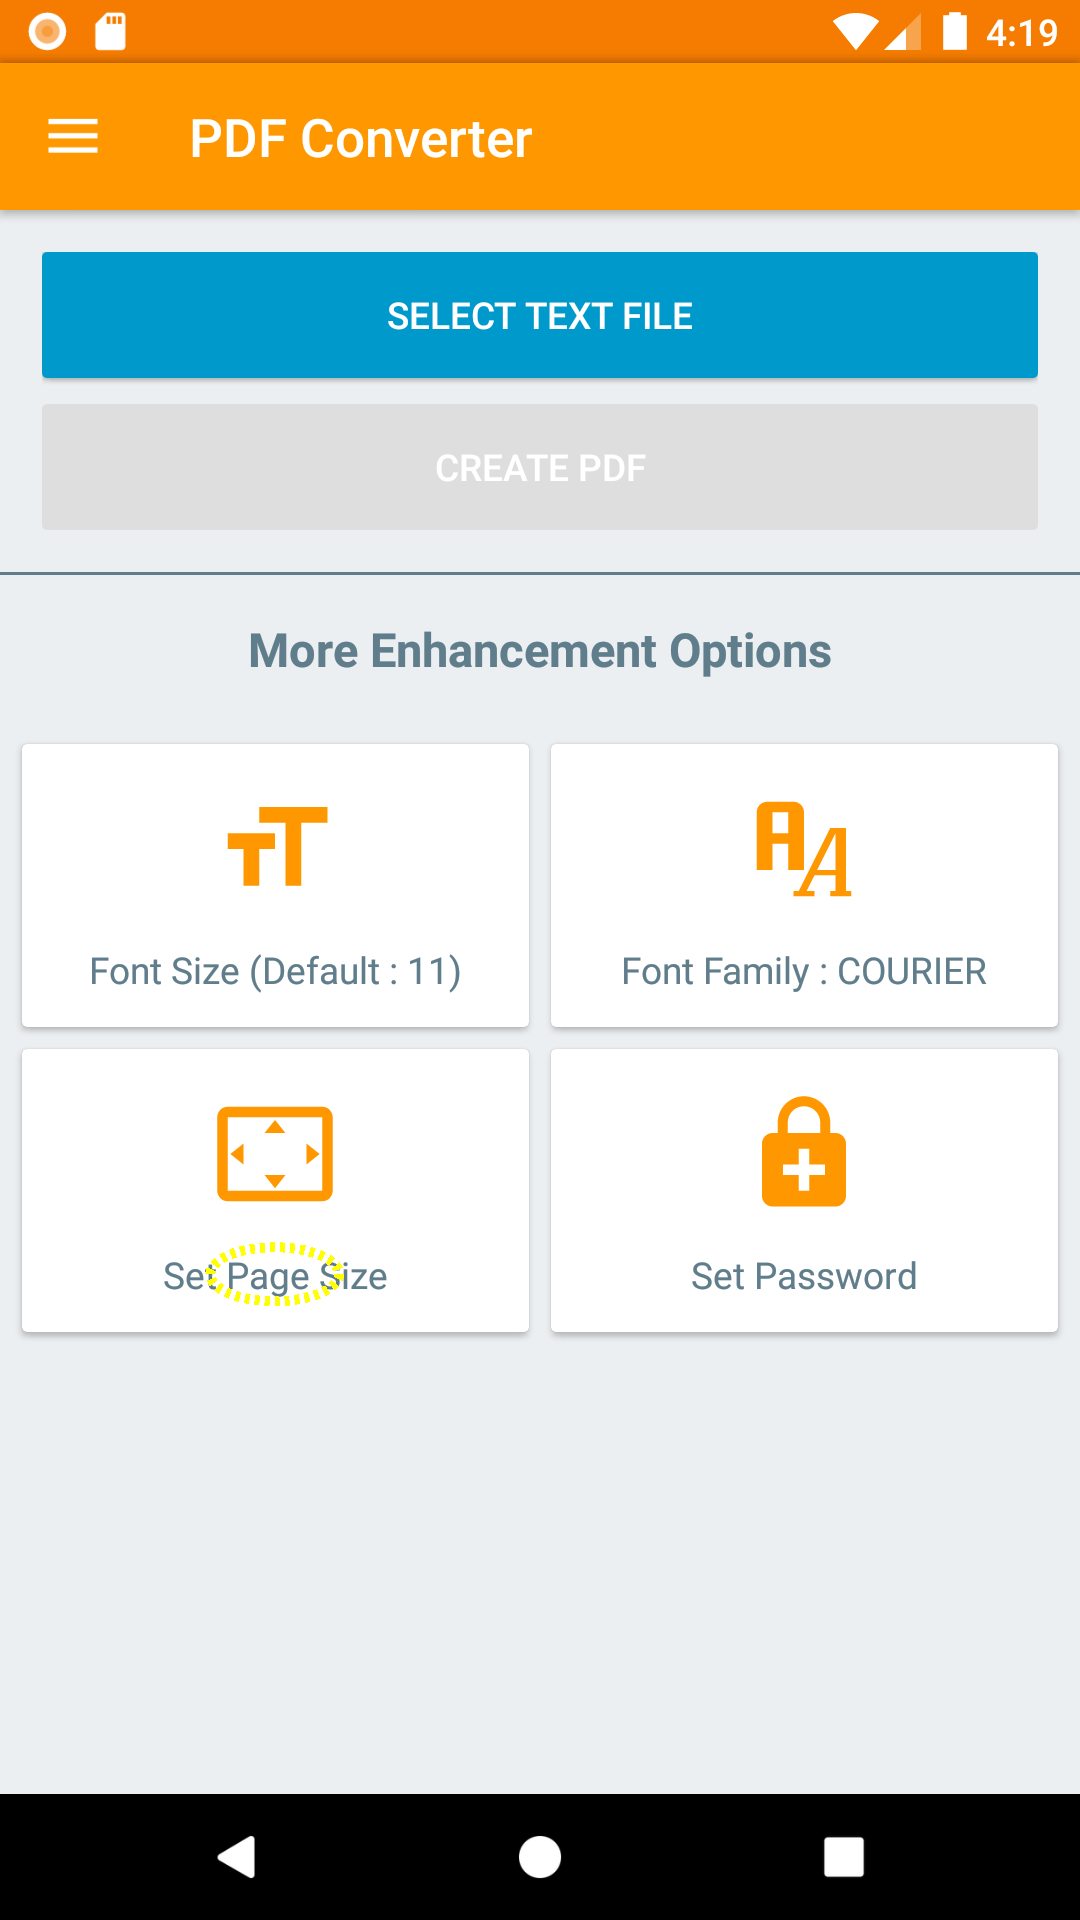 4:19
PDF Converter
SELECT TEXT FILE
CREATE PDF
More Enhancement Options
Font Size (Default : 11)
Font Family : COURIER
Set Page Size
Set Password